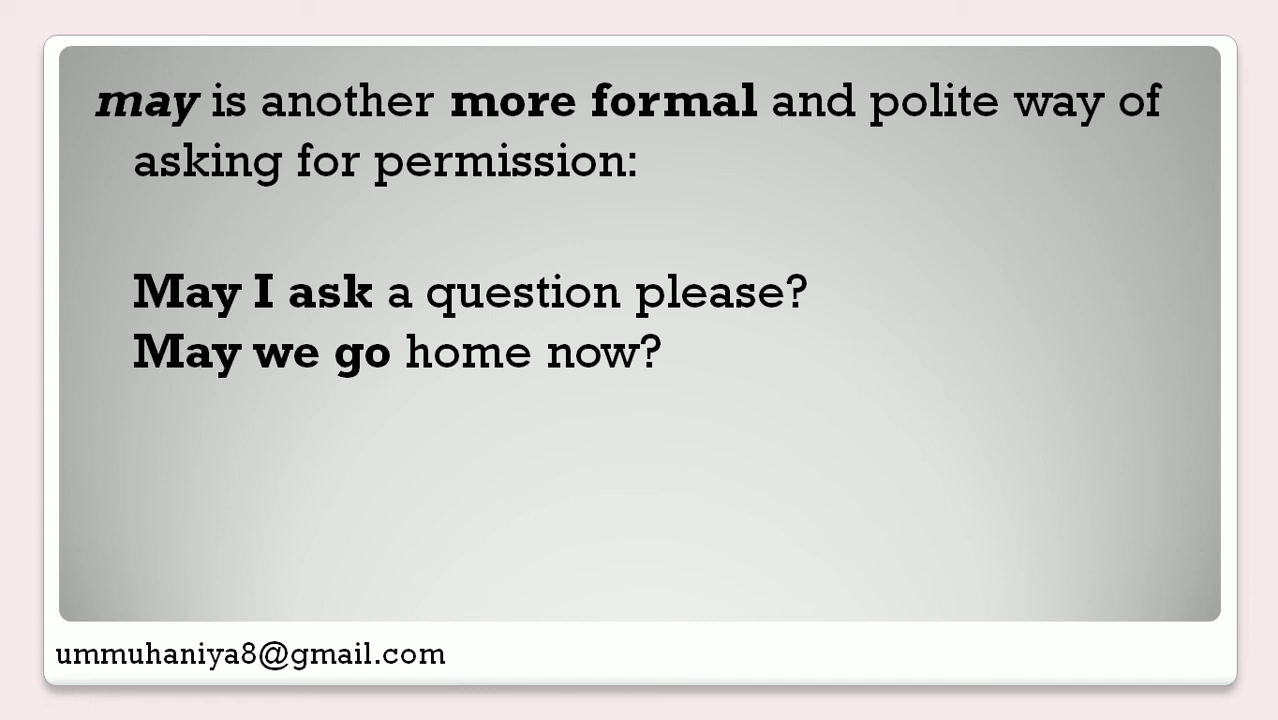 may is another more formal and polite way of
asking for permission:
May I ask a question please?
May we go home now?
ummuhaniya8@gmail.com